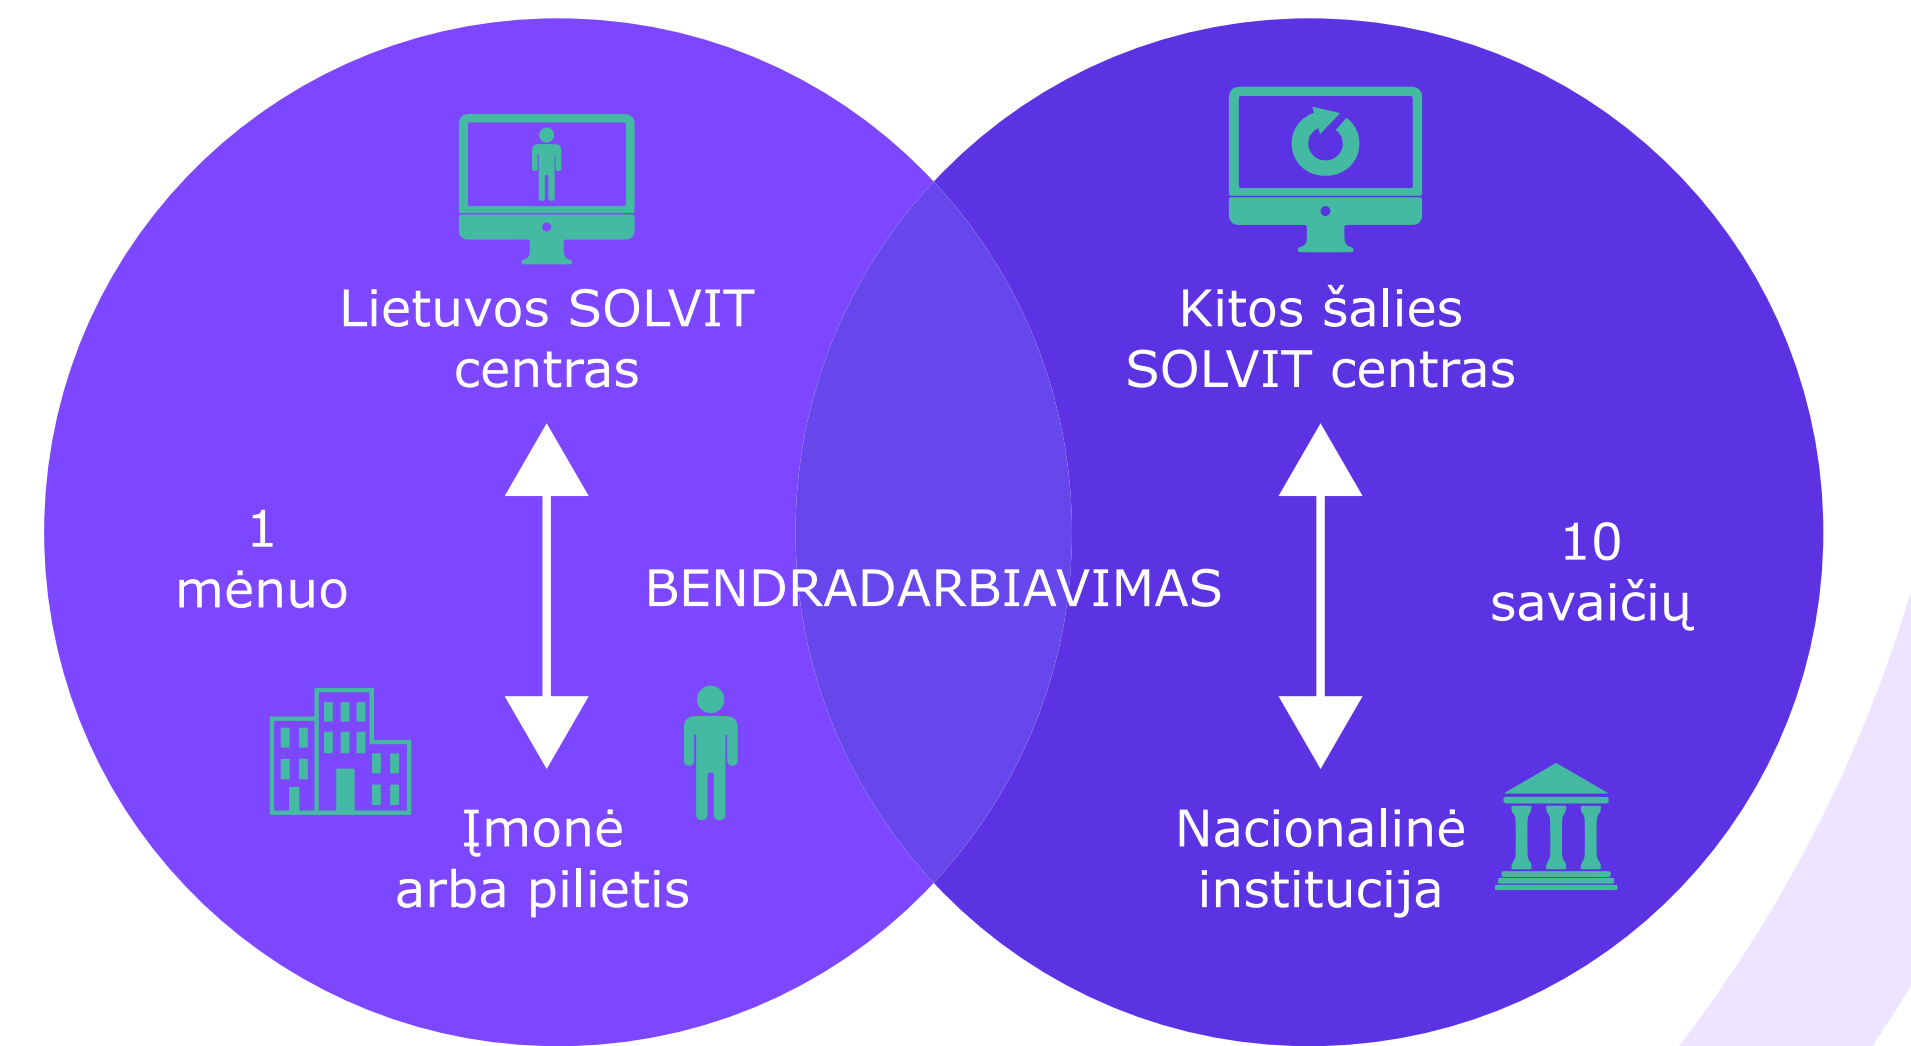 Lietuvos SOLVIT
centras
1
mėnuo
Įmonė
arba pilietis
BENDRADARBIAVIMAS
Kitos šalies
SOLVIT centras
10
savaičių
Nacionalinė
institucija